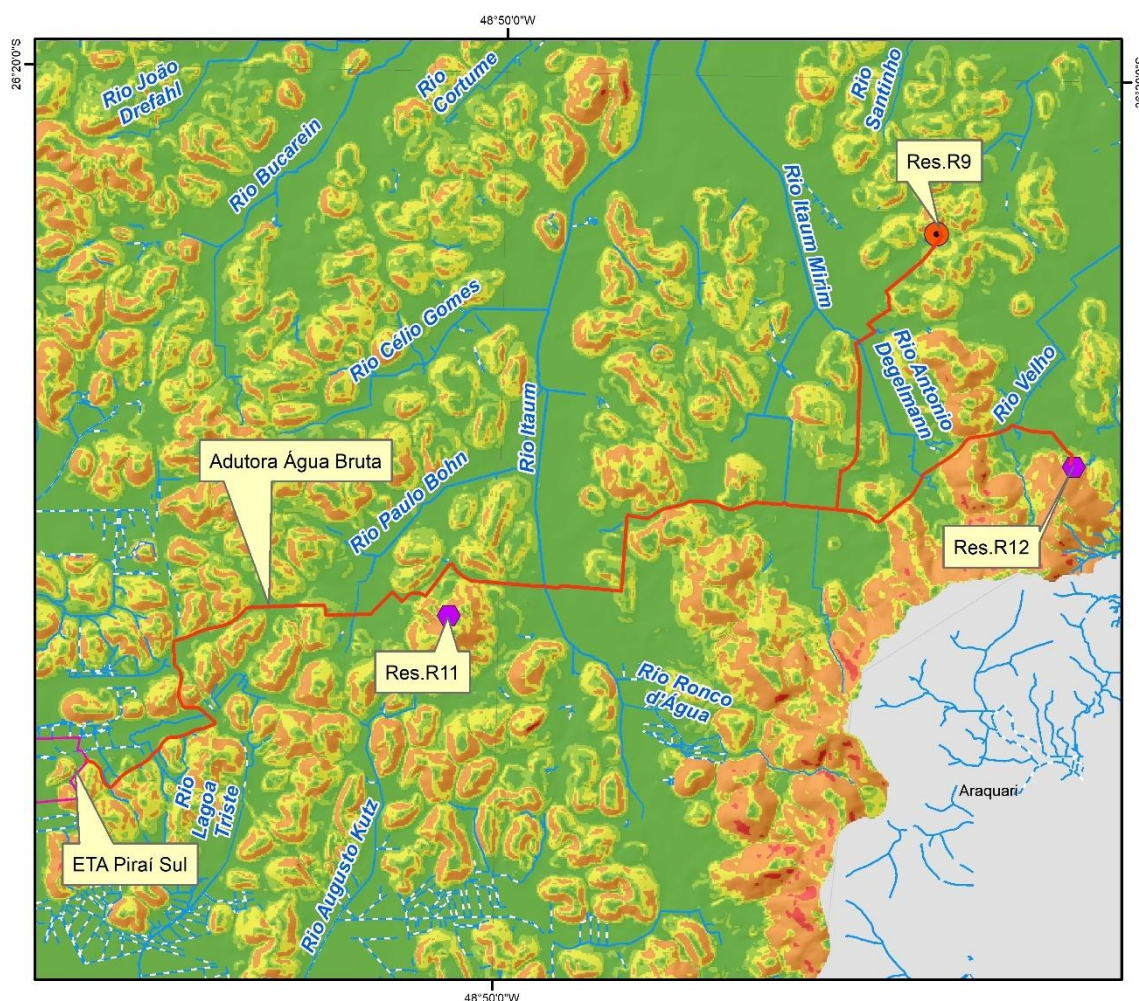 48°50'0"W
26°20'0"S
Rio João
Drefahl
Rio
Cortume
Rio
Santinho
Res.R9
Rio Bucarein
Rio Itaum Mirim
Rio Célio Gomes
Rio Antonio
Degelmann
Rio Velho
Rio Itaum
Adutora Água Bruta
Rio Paulo Bohn
Res.R12
Res.R11
Rio Ronco
d'Água
Araquari
Rio
Lagoa
Triste
ETA Piraí Sul
Rio Augusto Kutz
48°50'0"W